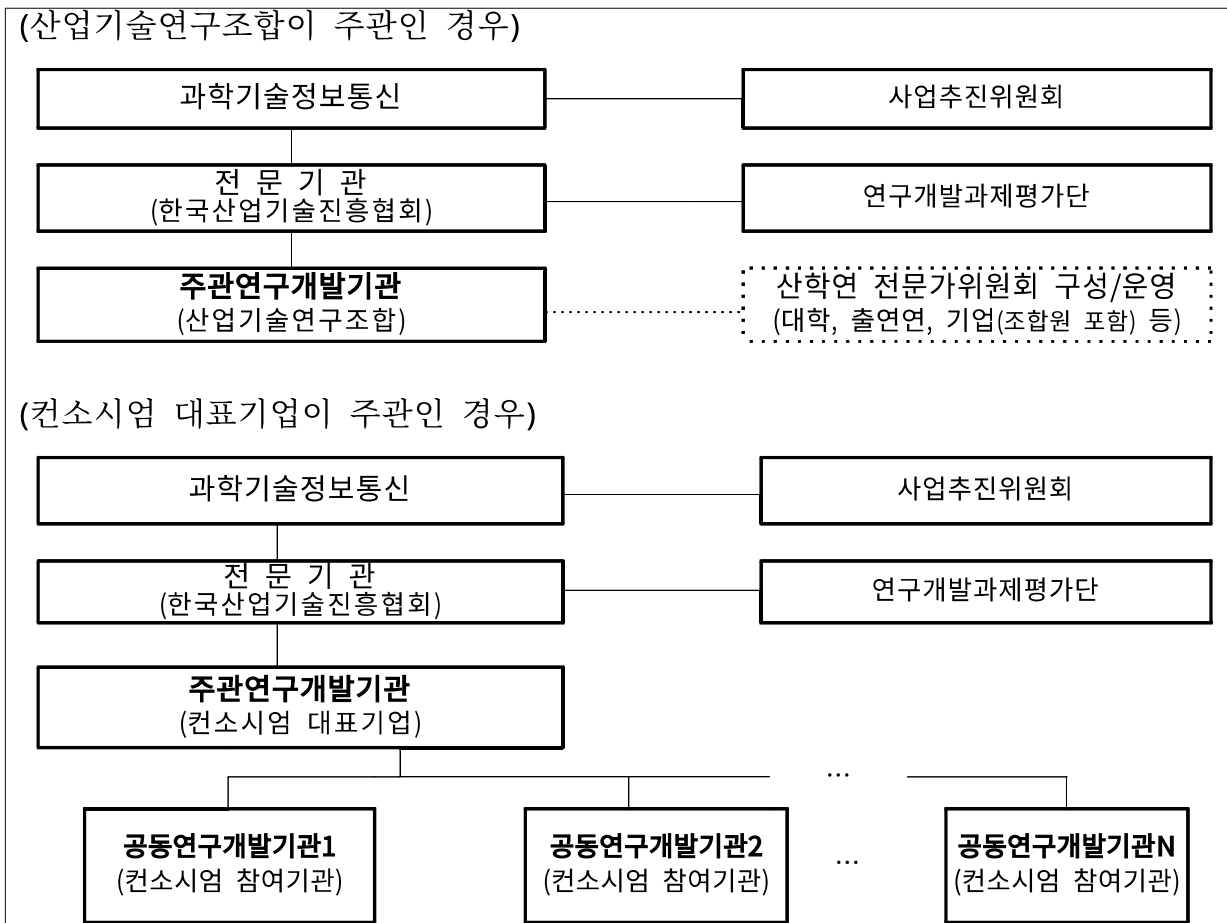 (산업기술연구조합이 주관인 경우)
과학기술정보통신
사업추진위원회
전 문 기 관
(한국산업기술진흥협회)
연구개발과제평가단
주관연구개발기관
(산업기술연구조합)
산학연 전문가위원회 구성/운영
(대학, 출연연, 기업(조합원 포함) 등)
(컨소시엄 대표기업이 주관인 경우)
과학기술정보통신
사업추진위원회
전 문 기 관
(한국산업기술진흥협회)
연구개발과제평가단
주관연구개발기관
(컨소시엄 대표기업)
...
공동연구개발기관1
(컨소시엄 참여기관)
공동연구개발기관2
(컨소시엄 참여기관)
...
공동연구개발기관N
(컨소시엄 참여기관)